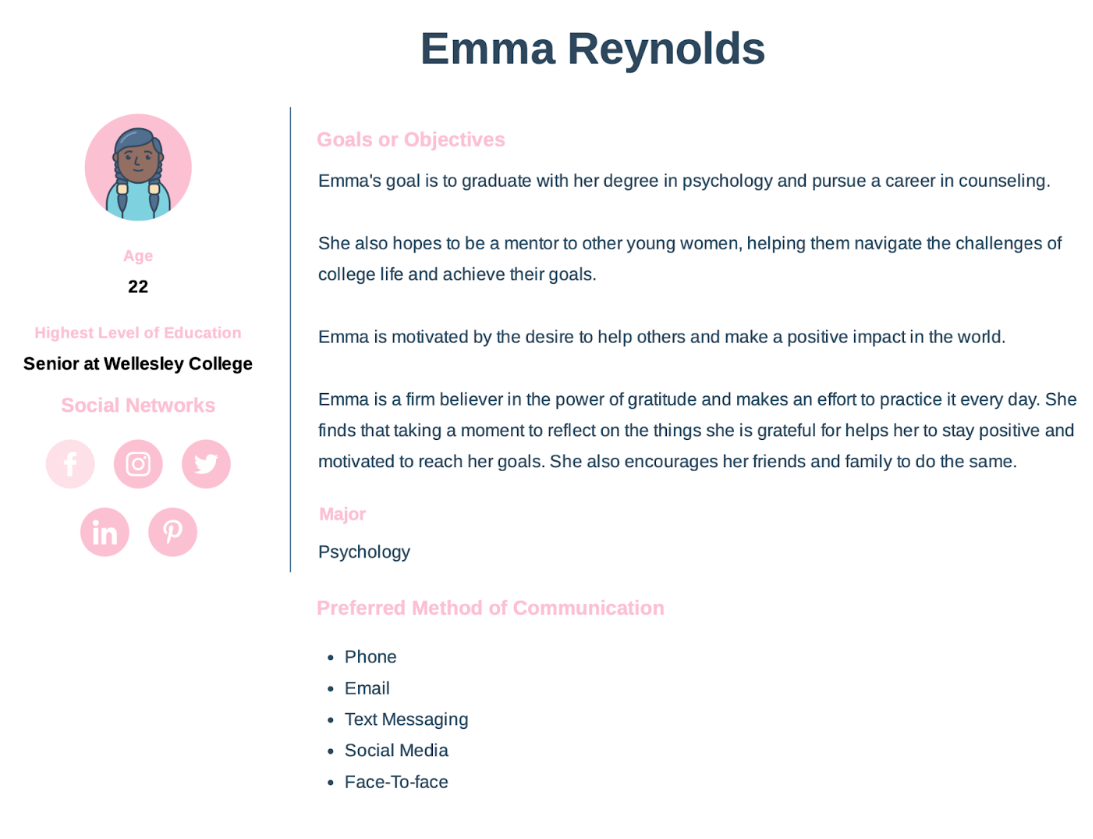 Emma Reynolds
Age
22
Highest Level of Education
Senior at Wellesley College
Social Networks
f
in
Goals or Objectives
Emma's goal is to graduate with her degree in psychology and pursue a career in counseling.
She also hopes to be a mentor to other young women, helping them navigate the challenges of
college life and achieve their goals.
Emma is motivated by the desire to help others and make a positive impact in the world.
Emma is a firm believer in the power of gratitude and makes an effort to practice it every day. She
finds that taking a moment to reflect on the things she is grateful for helps her to stay positive and
motivated to reach her goals. She also encourages her friends and family to do the same.
Major
Psychology
Preferred Method of Communication
• Phone
• Email
• Text Messaging
• Social Media
• Face-To-face